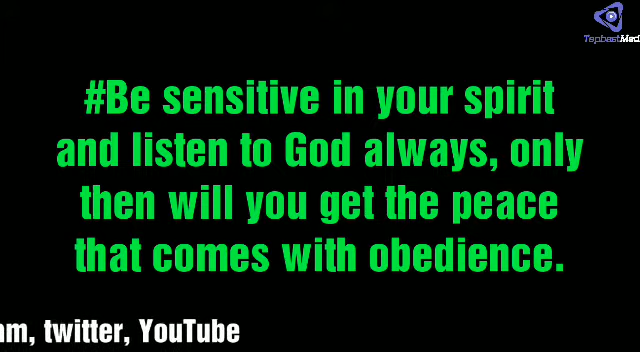 TapbestMed
#Be sensitive in your spirit
and listen to God always, only
then will you get the peace
that comes with obedience.
am, twitter, YouTube